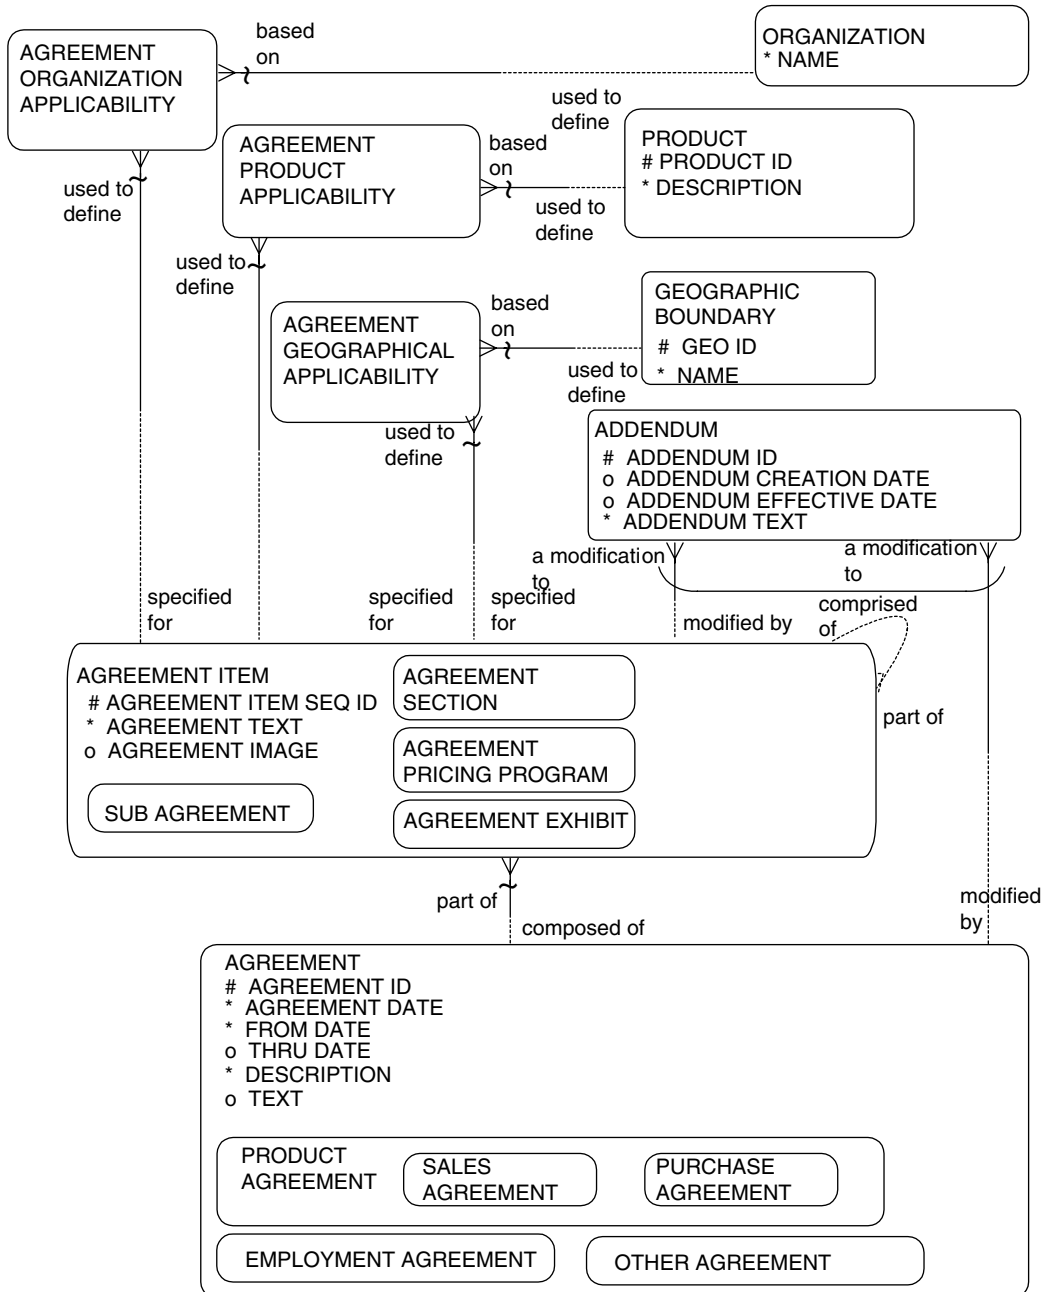 AGREEMENT
ORGANIZATION
APPLICABILITY
based
on
ORGANIZATION
* NAME
used to
define
used to
define
AGREEMENT
PRODUCT
APPLICABILITY
based
on
used to
define
PRODUCT
# PRODUCT ID
* DESCRIPTION
used to
define
AGREEMENT
GEOGRAPHICAL
APPLICABILITY
based
on
used to
define
GEOGRAPHIC
BOUNDARY
# GEO ID
* NAME
used to
define
ADDENDUM
# ADDENDUM ID
o ADDENDUM CREATION DATE
o ADDENDUM EFFECTIVE DATE
* ADDENDUM TEXT
a modification
to
a modification
to
specified
for
specified
for
specified
for
modified by
comprised
of
part of
AGREEMENT ITEM
# AGREEMENT ITEM SEQ ID
* AGREEMENT TEXT
o AGREEMENT IMAGE
SUB AGREEMENT
AGREEMENT
SECTION
AGREEMENT
PRICING PROGRAM
AGREEMENT EXHIBIT
part of
composed of
modified
by
AGREEMENT
# AGREEMENT ID
* AGREEMENT DATE
* FROM DATE
o THRU DATE
* DESCRIPTION
o TEXT
PRODUCT
AGREEMENT
SALES
AGREEMENT
PURCHASE
AGREEMENT
EMPLOYMENT AGREEMENT
OTHER AGREEMENT